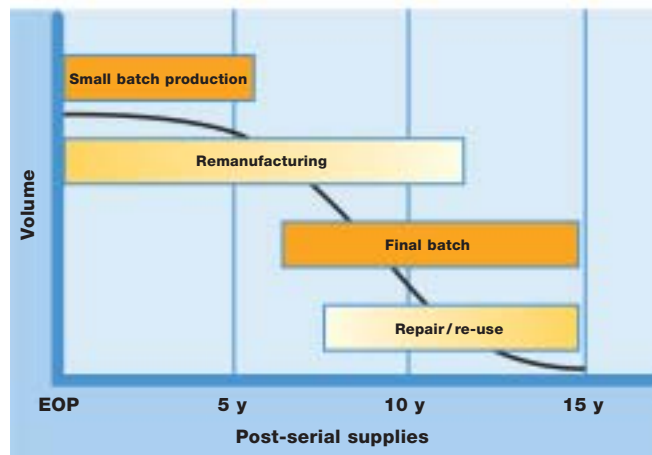 Small batch production
Remanufacturing
Final batch
Repair/re-use
Volume
EOP 5 y 10 y 15 y
Post-serial supplies